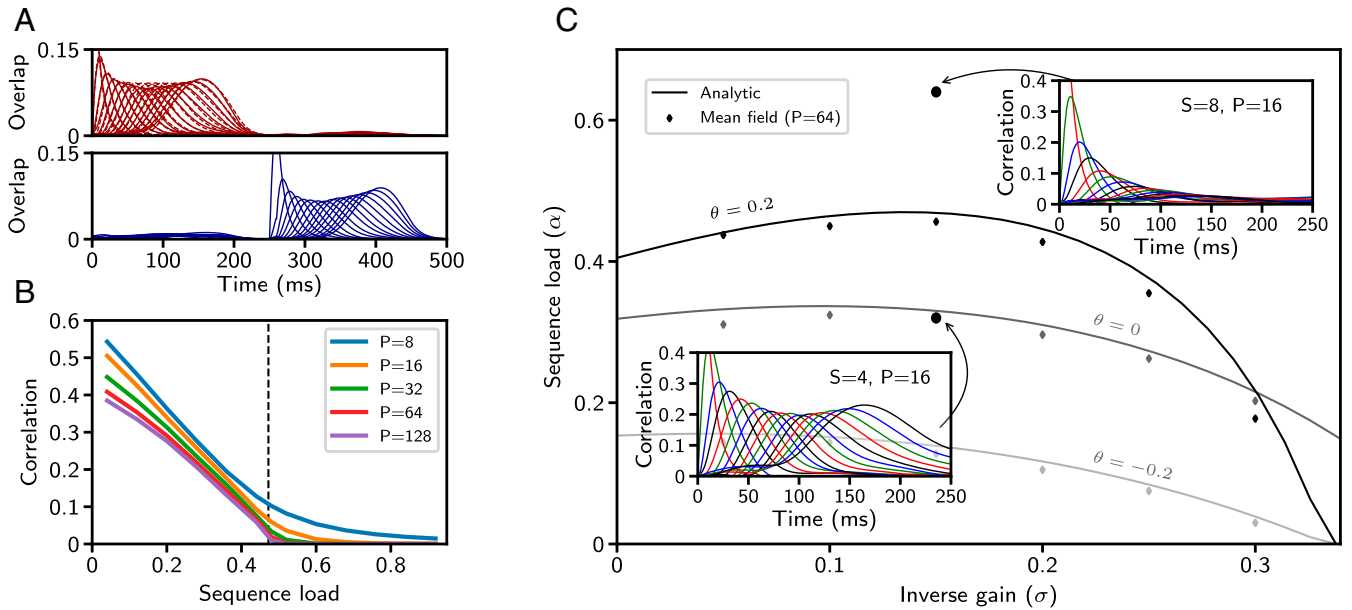 A
0.15
Overlap
0
0.15
Overlap
0
0 100 200 300 400 500
Time (ms)
B
0.6
0.5
0.4
0.3
0.2
0.1
0
Correlation
P=8
P=16
P=32
P=64
P=128
0 0.2 0.4 0.6 0.8
Sequence load
C
0.6
0.4
0.2
0
Sequence load (α)
Analytic
Mean field (P=64)
θ = 0.2
θ = 0
θ = −0.2
0.4
0.3
0.2
0.1
0
Correlation
S=8, P=16
0 50 100 150 200 250
Time (ms)
0.4
0.3
0.2
0.1
0
Correlation
S=4, P=16
0 50 100 150 200 250
Time (ms)
0 0.1 0.2 0.3
Inverse gain (σ)